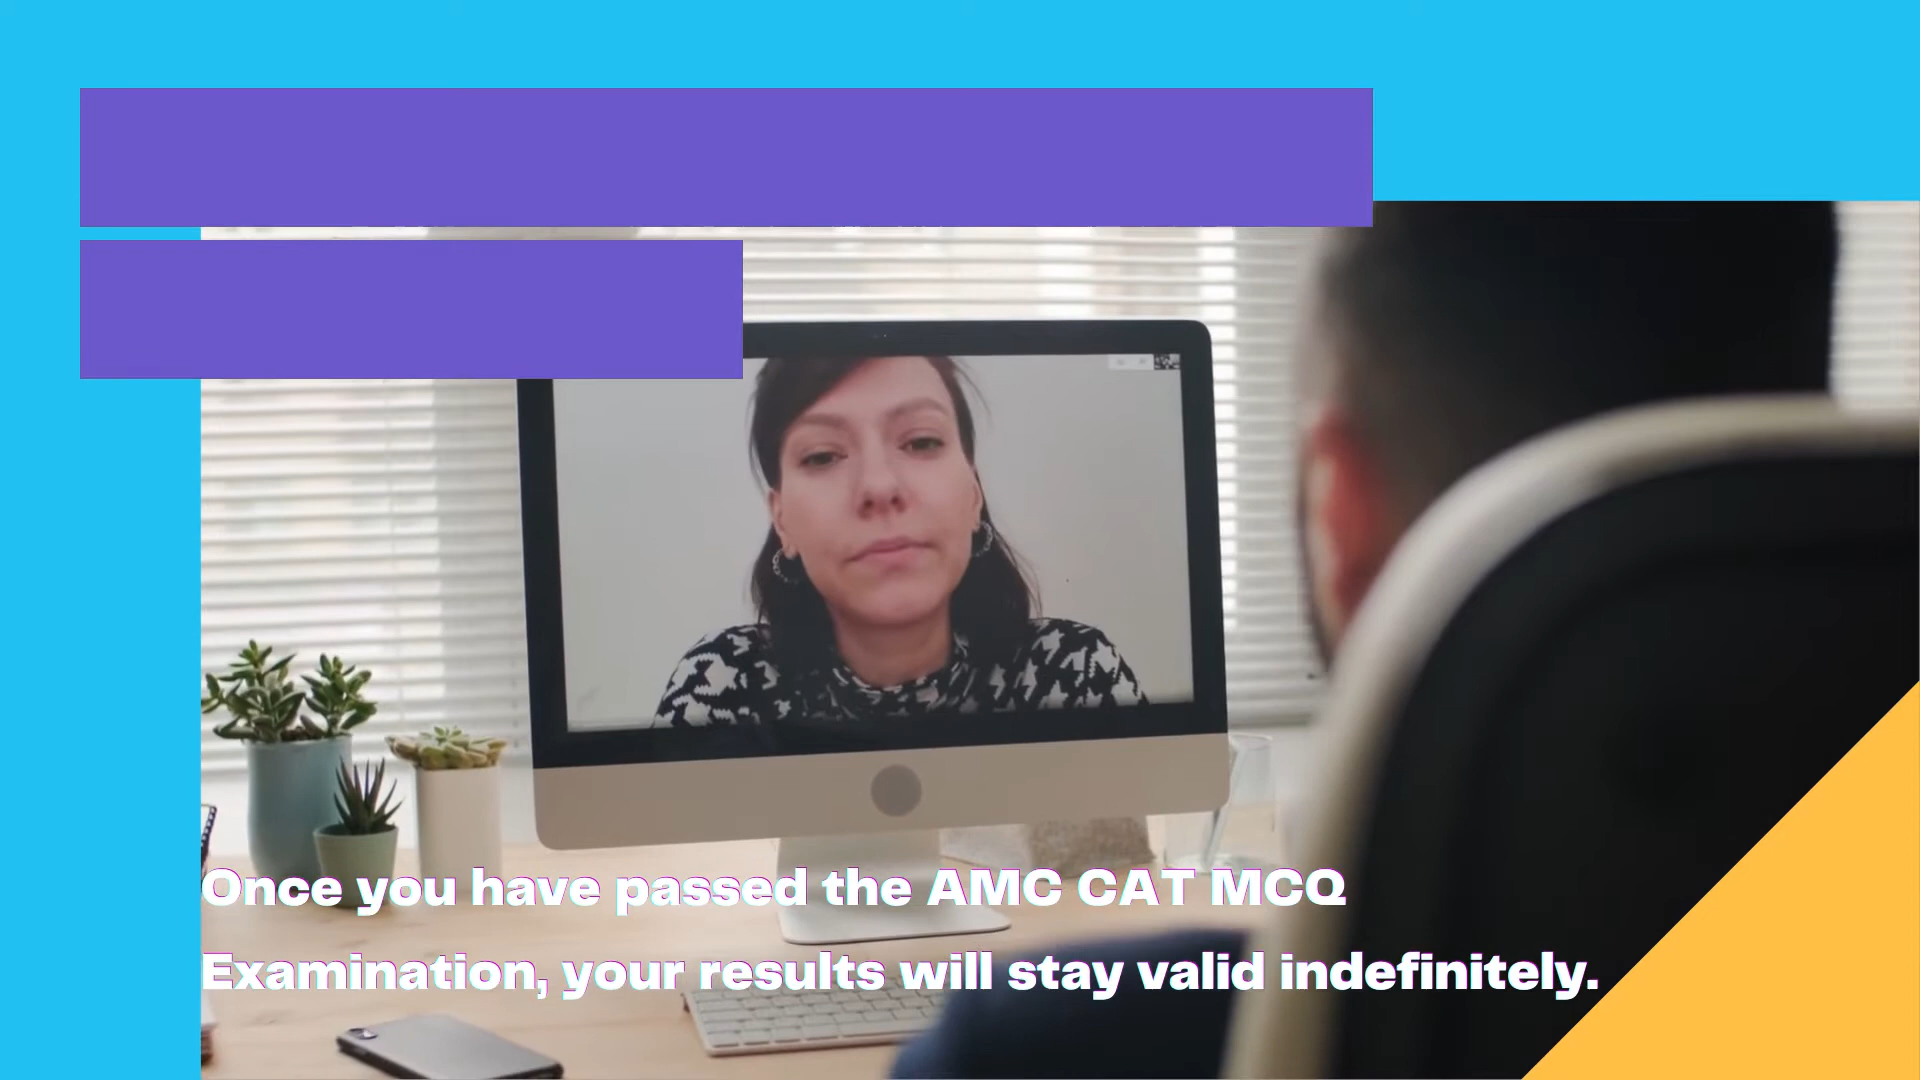 Once you have passed the AMC CAT MCQ
Examination, your results will stay valid indefinitely.